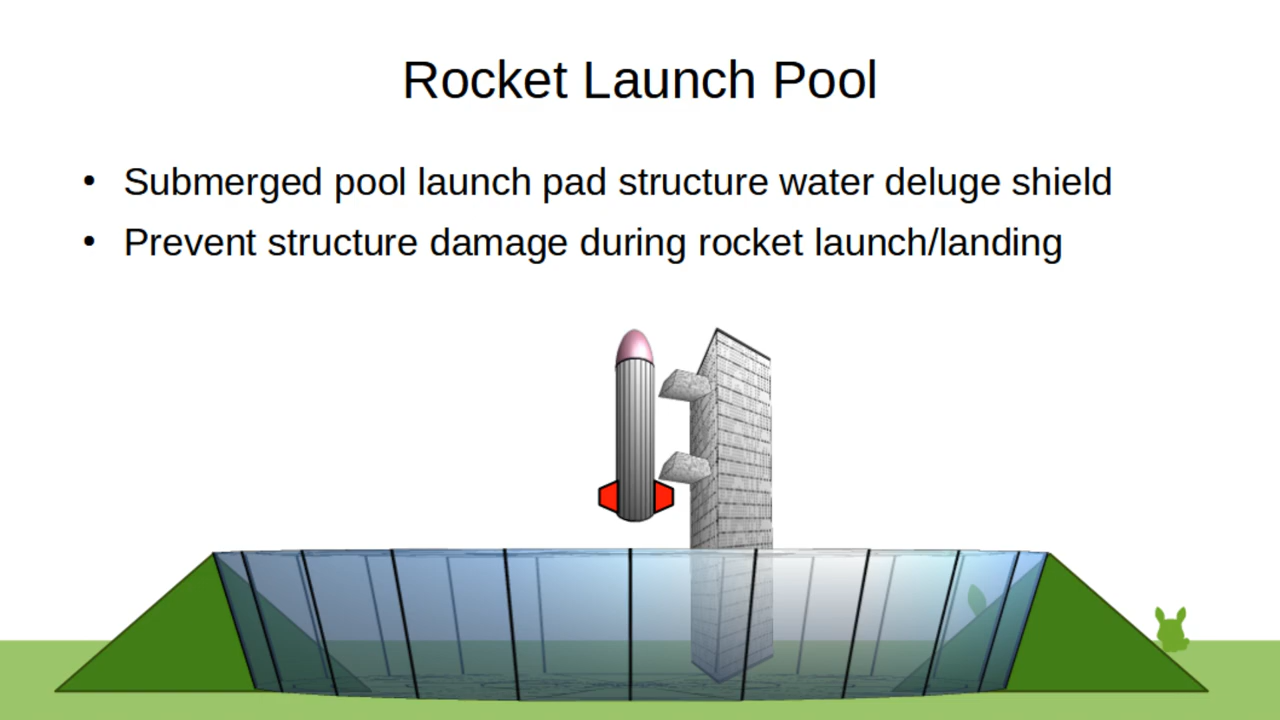 Rocket Launch Pool
• Submerged pool launch pad structure water deluge shield
• Prevent structure damage during rocket launch/landing